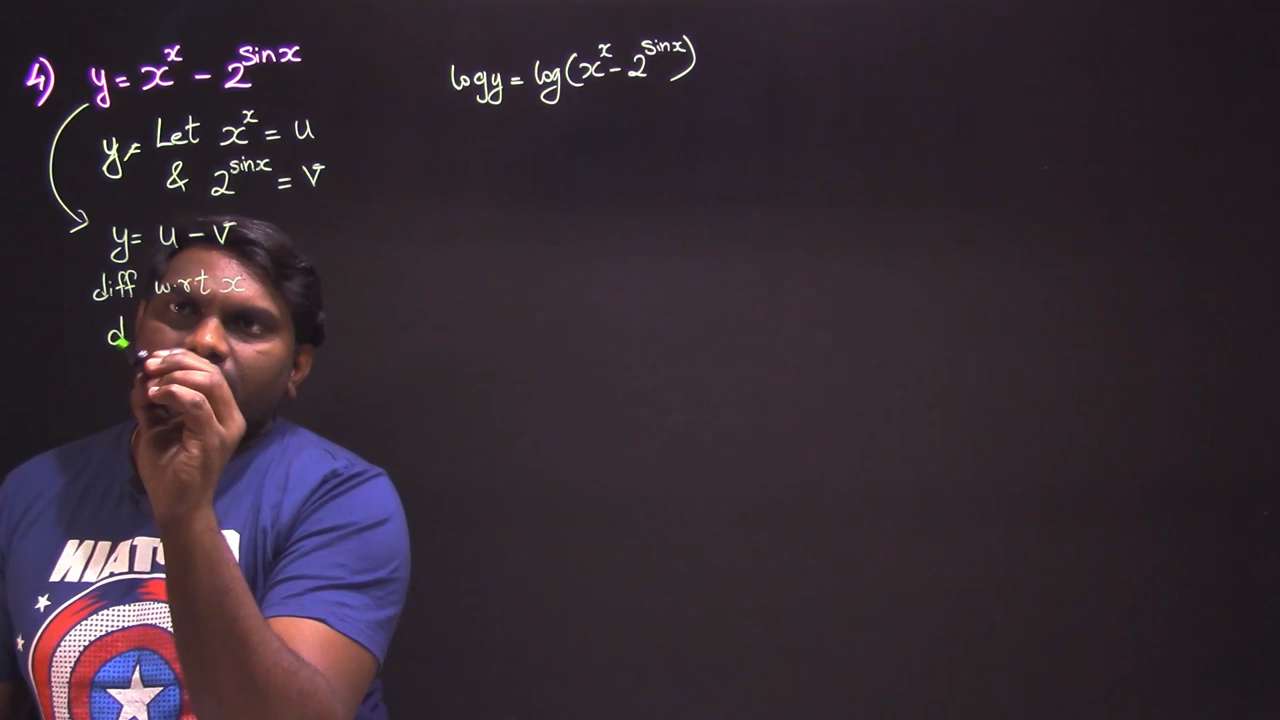 4) y = x^x - 2^sinx
y = Let x^x = u
& 2^sinx = v
y = u - v
diff w.r.t x
d
log y = log(x^x - 2^sinx)